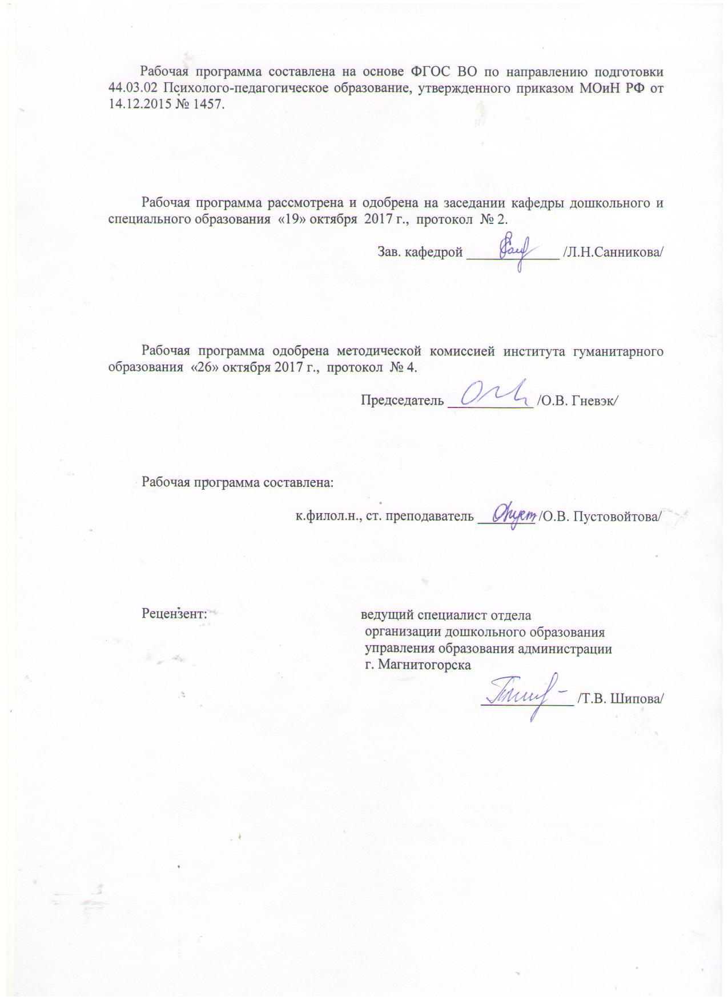 Рабочая программа составлена на основе ФГОС ВО по направлению подготовки
44.03.02 Психолого-педагогическое образование, утвержденного приказом МОиН РФ от
14.12.2015 № 1457.
Рабочая программа рассмотрена и одобрена на заседании кафедры дошкольного и
специального образования «19» октября 2017 г., протокол № 2.
Зав. кафедрой _____________ /Л.Н.Санникова/
Рабочая программа одобрена методической комиссией института гуманитарного
образования «26» октября 2017 г., протокол № 4.
Председатель ____________ /О.В. Гневэк/
Рабочая программа составлена:
к.филол.н., ст. преподаватель ________ /О.В. Пустовойтова/
Рецензент: ведущий специалист отдела
организации дошкольного образования
управления образования администрации
г. Магнитогорска
_____________ /Т.В. Шипова/